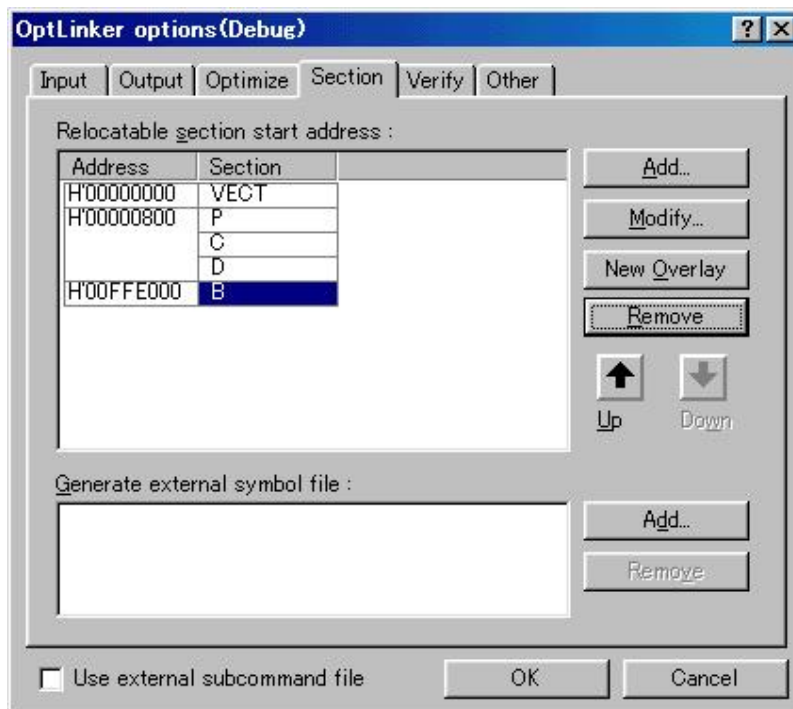 OptLinker options(Debug)
Input Output Optimize Section Verify Other
Relocatable section start address :
Address Section
H'00000000 VECT
H'00000800 P
C
D
H'00FFE000 B
Add...
Modify...
New Overlay
Remove
Up Down
Generate external symbol file :
Add...
Remove
Use external subcommand file
OK Cancel